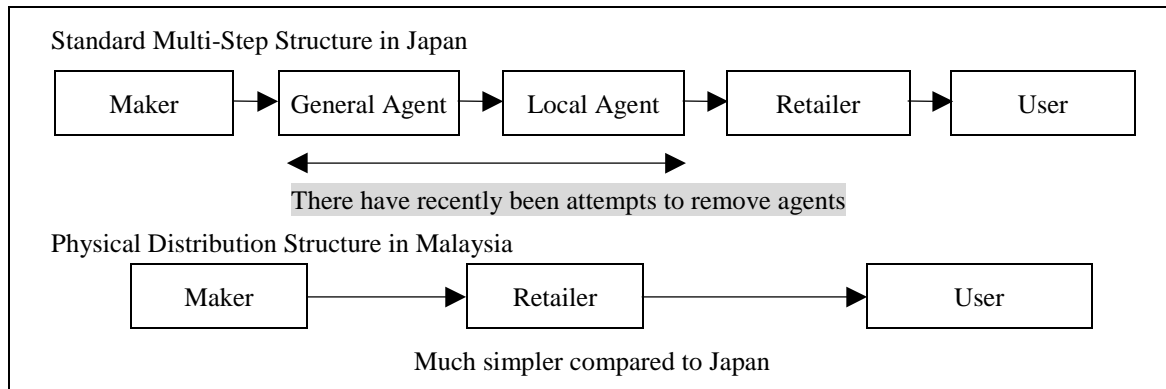 Standard Multi-Step Structure in Japan
Maker General Agent Local Agent Retailer User
There have recently been attempts to remove agents
Physical Distribution Structure in Malaysia
Maker Retailer User
Much simpler compared to Japan